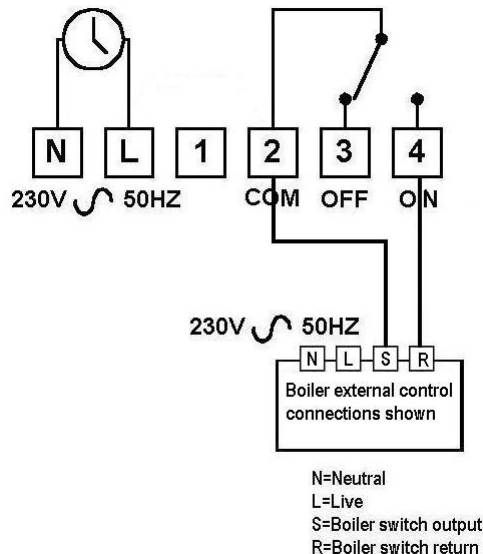 N L 1 2 3 4
230V 50HZ COM OFF ON
230V 50HZ
N L S R
Boiler external control
connections shown
N=Neutral
L=Live
S=Boiler switch output
R=Boiler switch return